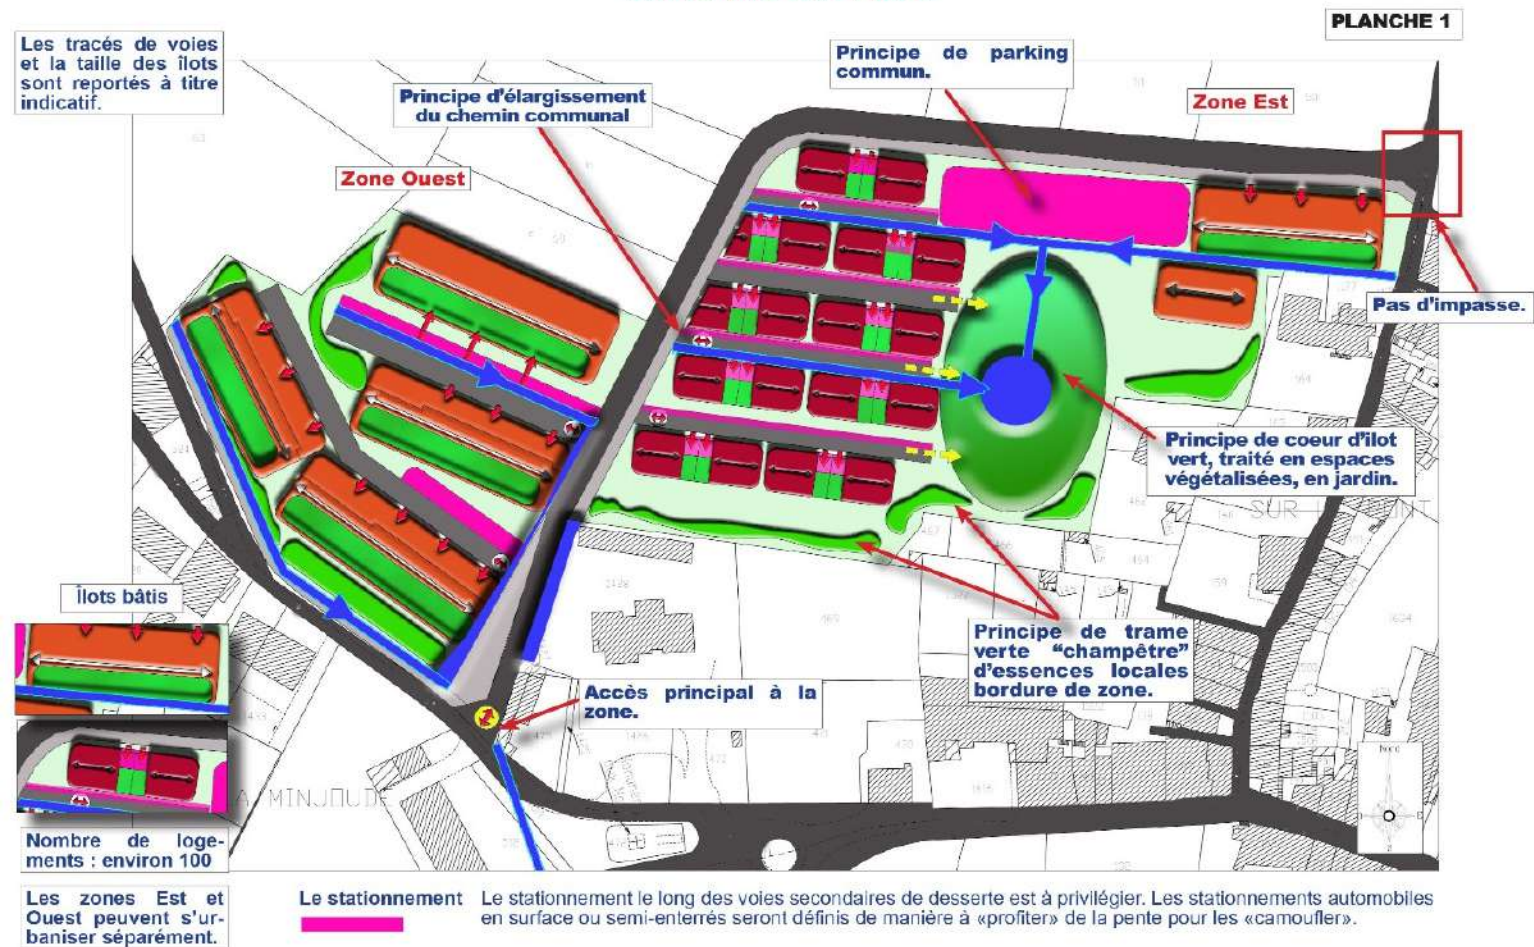 PLANCHE 1
Les tracés de voies
et la taille des îlots
sont reportés à titre
indicatif.
Principe de parking
commun.
Principe d'élargissement
du chemin communal
Zone Est
Zone Ouest
Pas d'impasse.
Principe de coeur d'ilot
vert, traité en espaces
végétalisées, en jardin.
SUR
Îlots bâtis
Principe de trame
verte “champêtre”
d'essences locales
bordure de zone.
Accès principal à la
zone.
Nord
MINJOUDE
Nombre de loge-
ments : environ 100
Les zones Est et
Ouest peuvent s'ur-
baniser séparément.
Le stationnement
Le stationnement le long des voies secondaires de desserte est à privilégier. Les stationnements automobiles
en surface ou semi-enterrés seront définis de manière à «profiter» de la pente pour les «camoufler».